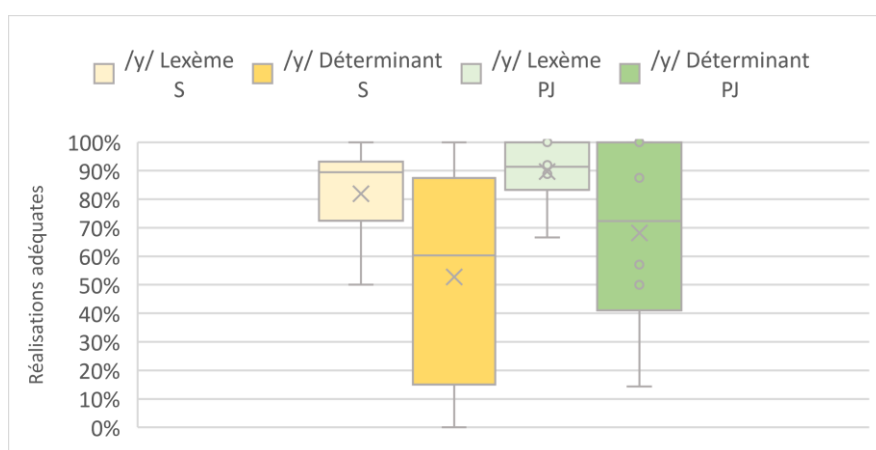 /y/ Lexème S
/y/ Déterminant S
/y/ Lexème PJ
/y/ Déterminant PJ
Réalisations adéquates
100%
90%
80%
70%
60%
50%
40%
30%
20%
10%
0%